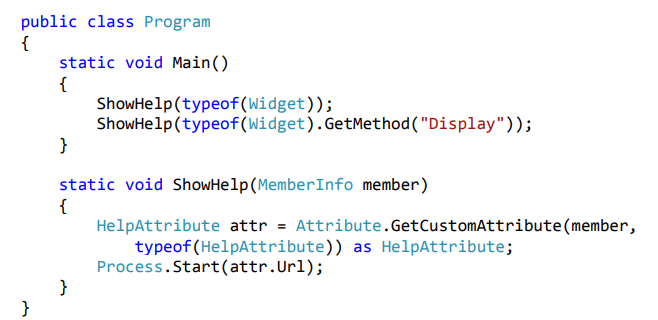 public class Program
{
    static void Main()
    {
        ShowHelp(typeof(Widget));
        ShowHelp(typeof(Widget).GetMethod("Display"));
    }

    static void ShowHelp(MemberInfo member)
    {
        HelpAttribute attr = Attribute.GetCustomAttribute(member,
            typeof(HelpAttribute)) as HelpAttribute;
        Process.Start(attr.Url);
    }
}